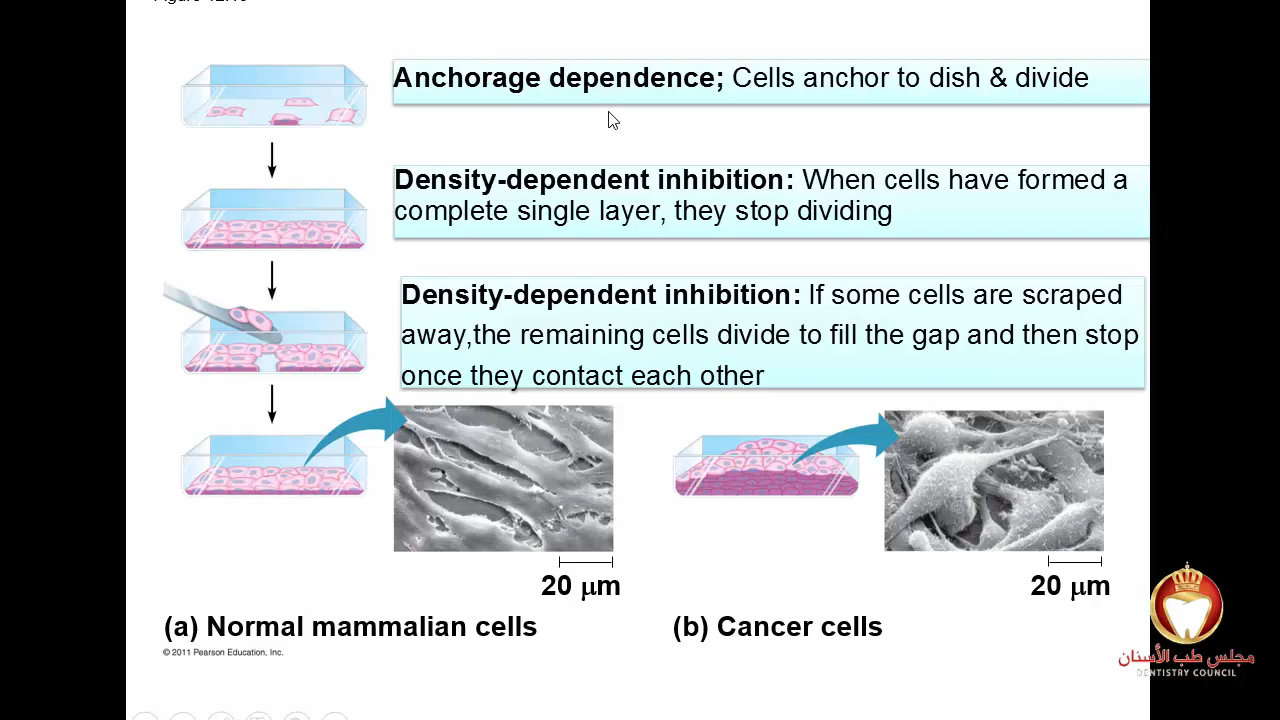 Anchorage dependence; Cells anchor to dish & divide
Density-dependent inhibition: When cells have formed a
complete single layer, they stop dividing
Density-dependent inhibition: If some cells are scraped
away,the remaining cells divide to fill the gap and then stop
once they contact each other
20 μm
20 μm
(a) Normal mammalian cells
(b) Cancer cells
© 2011 Pearson Education, Inc.
مجلس طب الأسنان
DENTISTRY COUNCIL